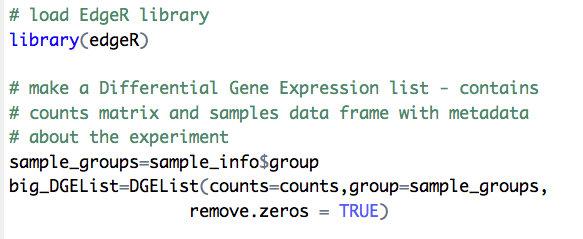 # load EdgeR library
library(edgeR)
# make a Differential Gene Expression list - contains
# counts matrix and samples data frame with metadata
# about the experiment
sample_groups=sample_info$group
big_DGEList=DGEList(counts=counts,group=sample_groups,
remove.zeros = TRUE)